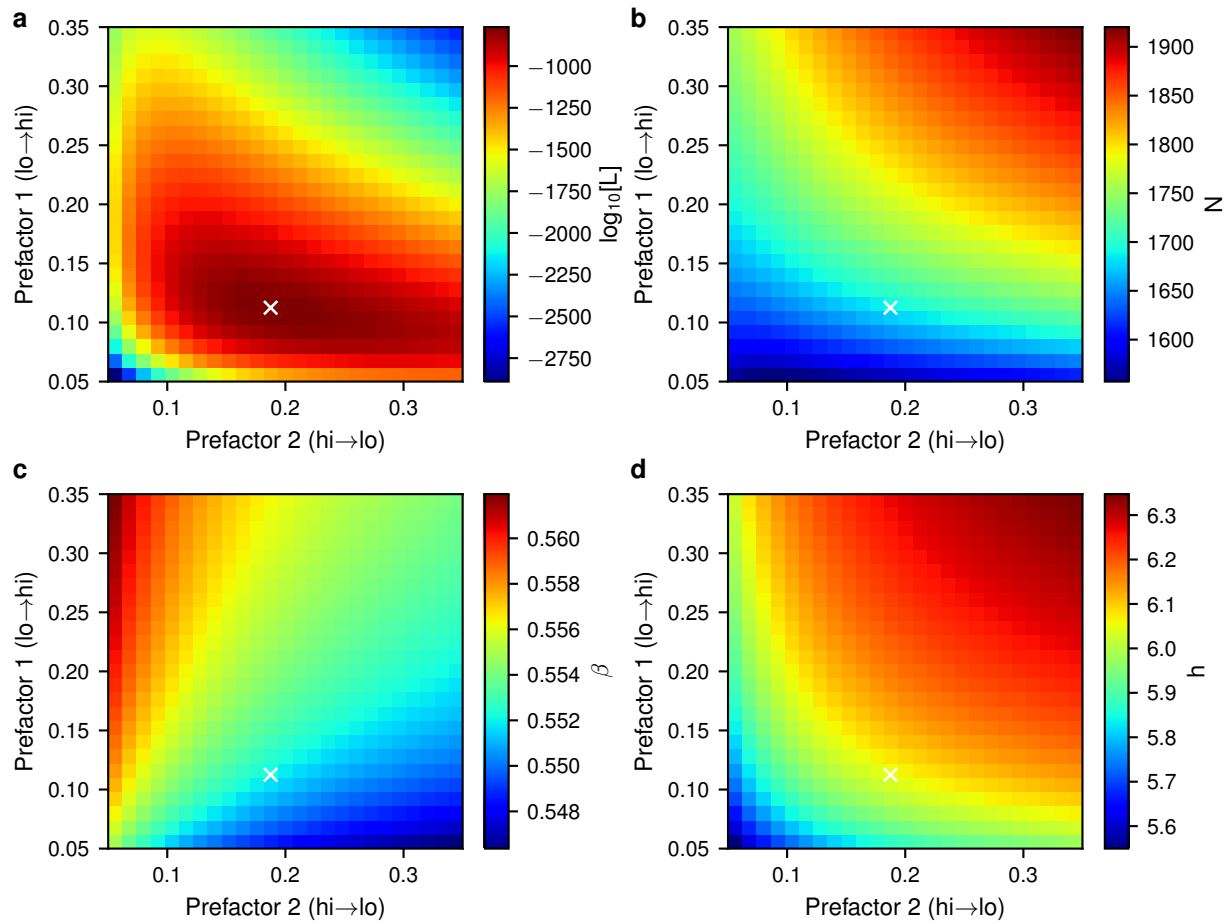 a
0.35
0.30
0.25
0.20
0.15
0.10
0.05
Prefactor 1 (lo→hi)
0.1 0.2 0.3
Prefactor 2 (hi→lo)
−1000
−1250
−1500
−1750
−2000
−2250
−2500
−2750
log₁₀[L]
b
0.35
0.30
0.25
0.20
0.15
0.10
0.05
Prefactor 1 (lo→hi)
0.1 0.2 0.3
Prefactor 2 (hi→lo)
1900
1850
1800
1750
1700
1650
1600
N
c
0.35
0.30
0.25
0.20
0.15
0.10
0.05
Prefactor 1 (lo→hi)
0.1 0.2 0.3
Prefactor 2 (hi→lo)
0.560
0.558
0.556
0.554
0.552
0.550
0.548
β
d
0.35
0.30
0.25
0.20
0.15
0.10
0.05
Prefactor 1 (lo→hi)
0.1 0.2 0.3
Prefactor 2 (hi→lo)
6.3
6.2
6.1
6.0
5.9
5.8
5.7
5.6
h